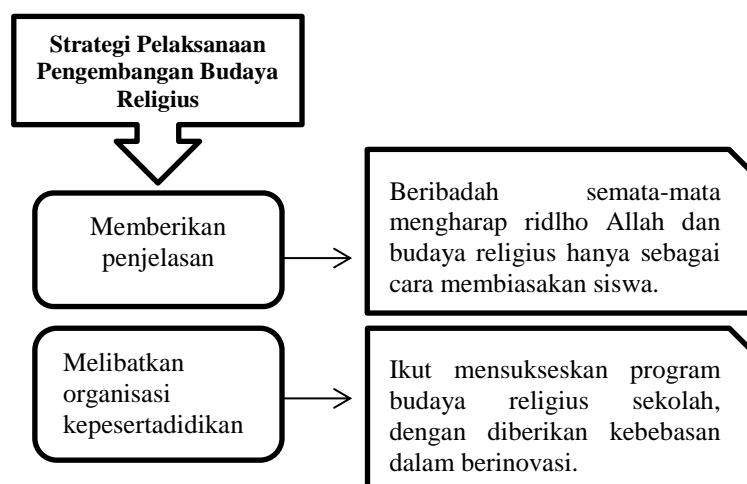 Strategi Pelaksanaan
Pengembangan Budaya
Religius
Memberikan
penjelasan
Beribadah semata-mata
mengharap ridlho Allah dan
budaya religius hanya sebagai
cara membiasakan siswa.
Melibatkan
organisasi
kepesertadidikan
Ikut mensukseskan program
budaya religius sekolah,
dengan diberikan kebebasan
dalam berinovasi.